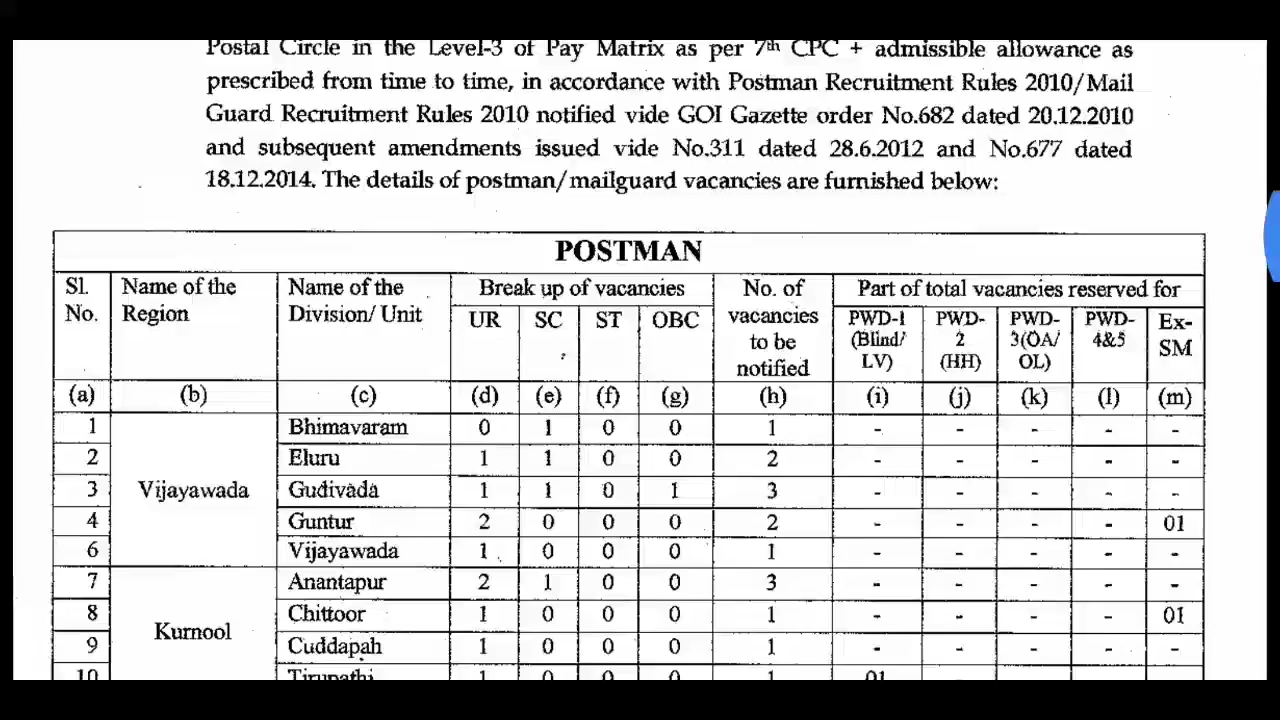 Postal Circle in the Level-3 of Pay Matrix as per 7th CPC + admissible allowance as
prescribed from time to time, in accordance with Postman Recruitment Rules 2010/Mail
Guard Recruitment Rules 2010 notified vide GOI Gazette order No.682 dated 20.12.2010
and subsequent amendments issued vide No.311 dated 28.6.2012 and No.677 dated
18.12.2014. The details of postman/mailguard vacancies are furnished below:
POSTMAN
Sl. No. Name of the Region Name of the Division/ Unit Break up of vacancies No. of vacancies to be notified Part of total vacancies reserved for
UR SC ST OBC PWD-1 (Blind/ LV) PWD-2 (HH) PWD-3(OA/ OL) PWD-4&5 Ex-SM
(a) (b) (c) (d) (e) (f) (g) (h) (i) (j) (k) (l) (m)
1 Bhimavaram 0 1 0 0 1 - - - - -
2 Eluru 1 1 0 0 2 - - - - -
3 Vijayawada Gudivada 1 1 0 1 3 - - - - -
4 Guntur 2 0 0 0 2 - - - - 01
6 Vijayawada 1 0 0 0 1 - - - - -
7 Anantapur 2 1 0 0 3 - - - - -
8 Chittoor 1 0 0 0 1 - - - - 01
Kurnool
9 Cuddapah 1 0 0 0 1 - - - - -
10 Tirupathi 1 0 0 0 1 01 - - - -